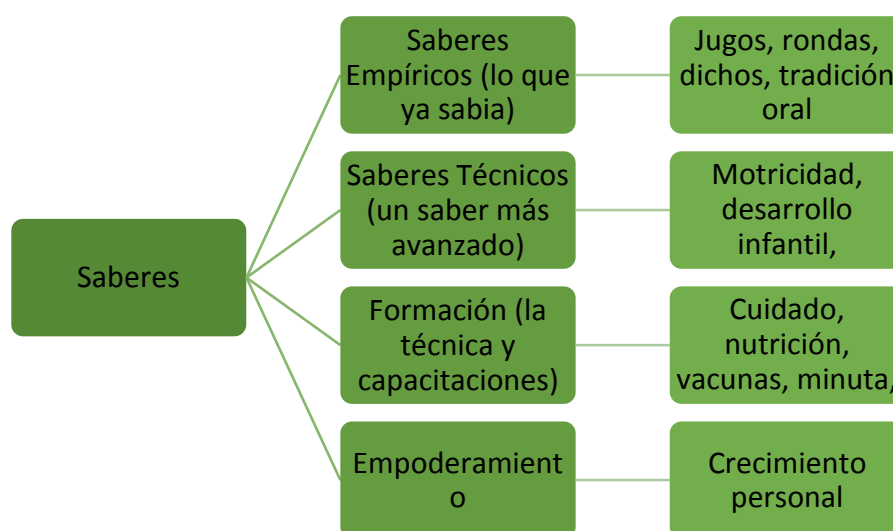 Saberes
Saberes
Empíricos (lo que
ya sabia)
Jugos, rondas,
dichos, tradición
oral
Saberes Técnicos
(un saber más
avanzado)
Motricidad,
desarrollo
infantil,
Formación (la
técnica y
capacitaciones)
Cuidado,
nutrición,
vacunas, minuta,
Empoderamient
o
Crecimiento
personal